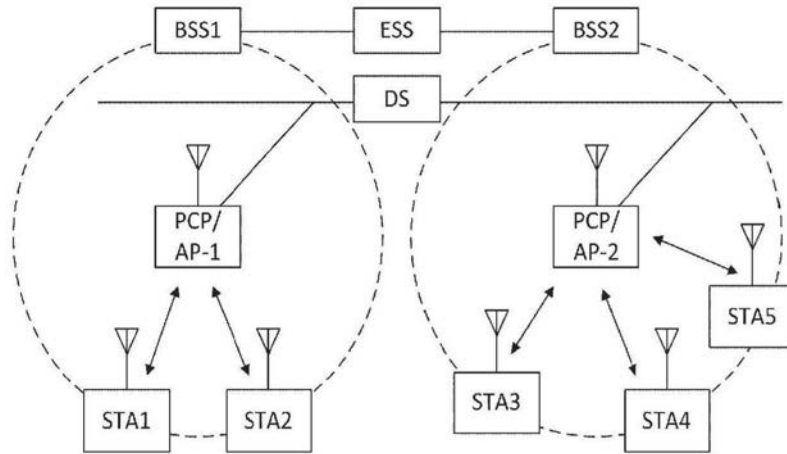 BSS1
ESS
BSS2
DS
PCP/
AP-1
PCP/
AP-2
STA1
STA2
STA3
STA4
STA5